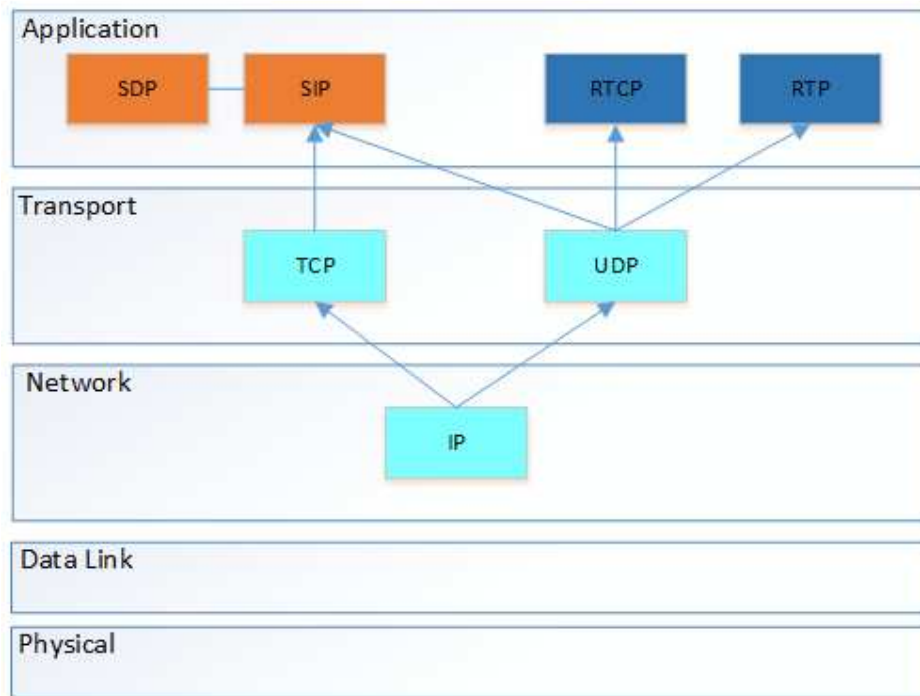 Application
SDP
SIP
RTCP
RTP
Transport
TCP
UDP
Network
IP
Data Link
Physical